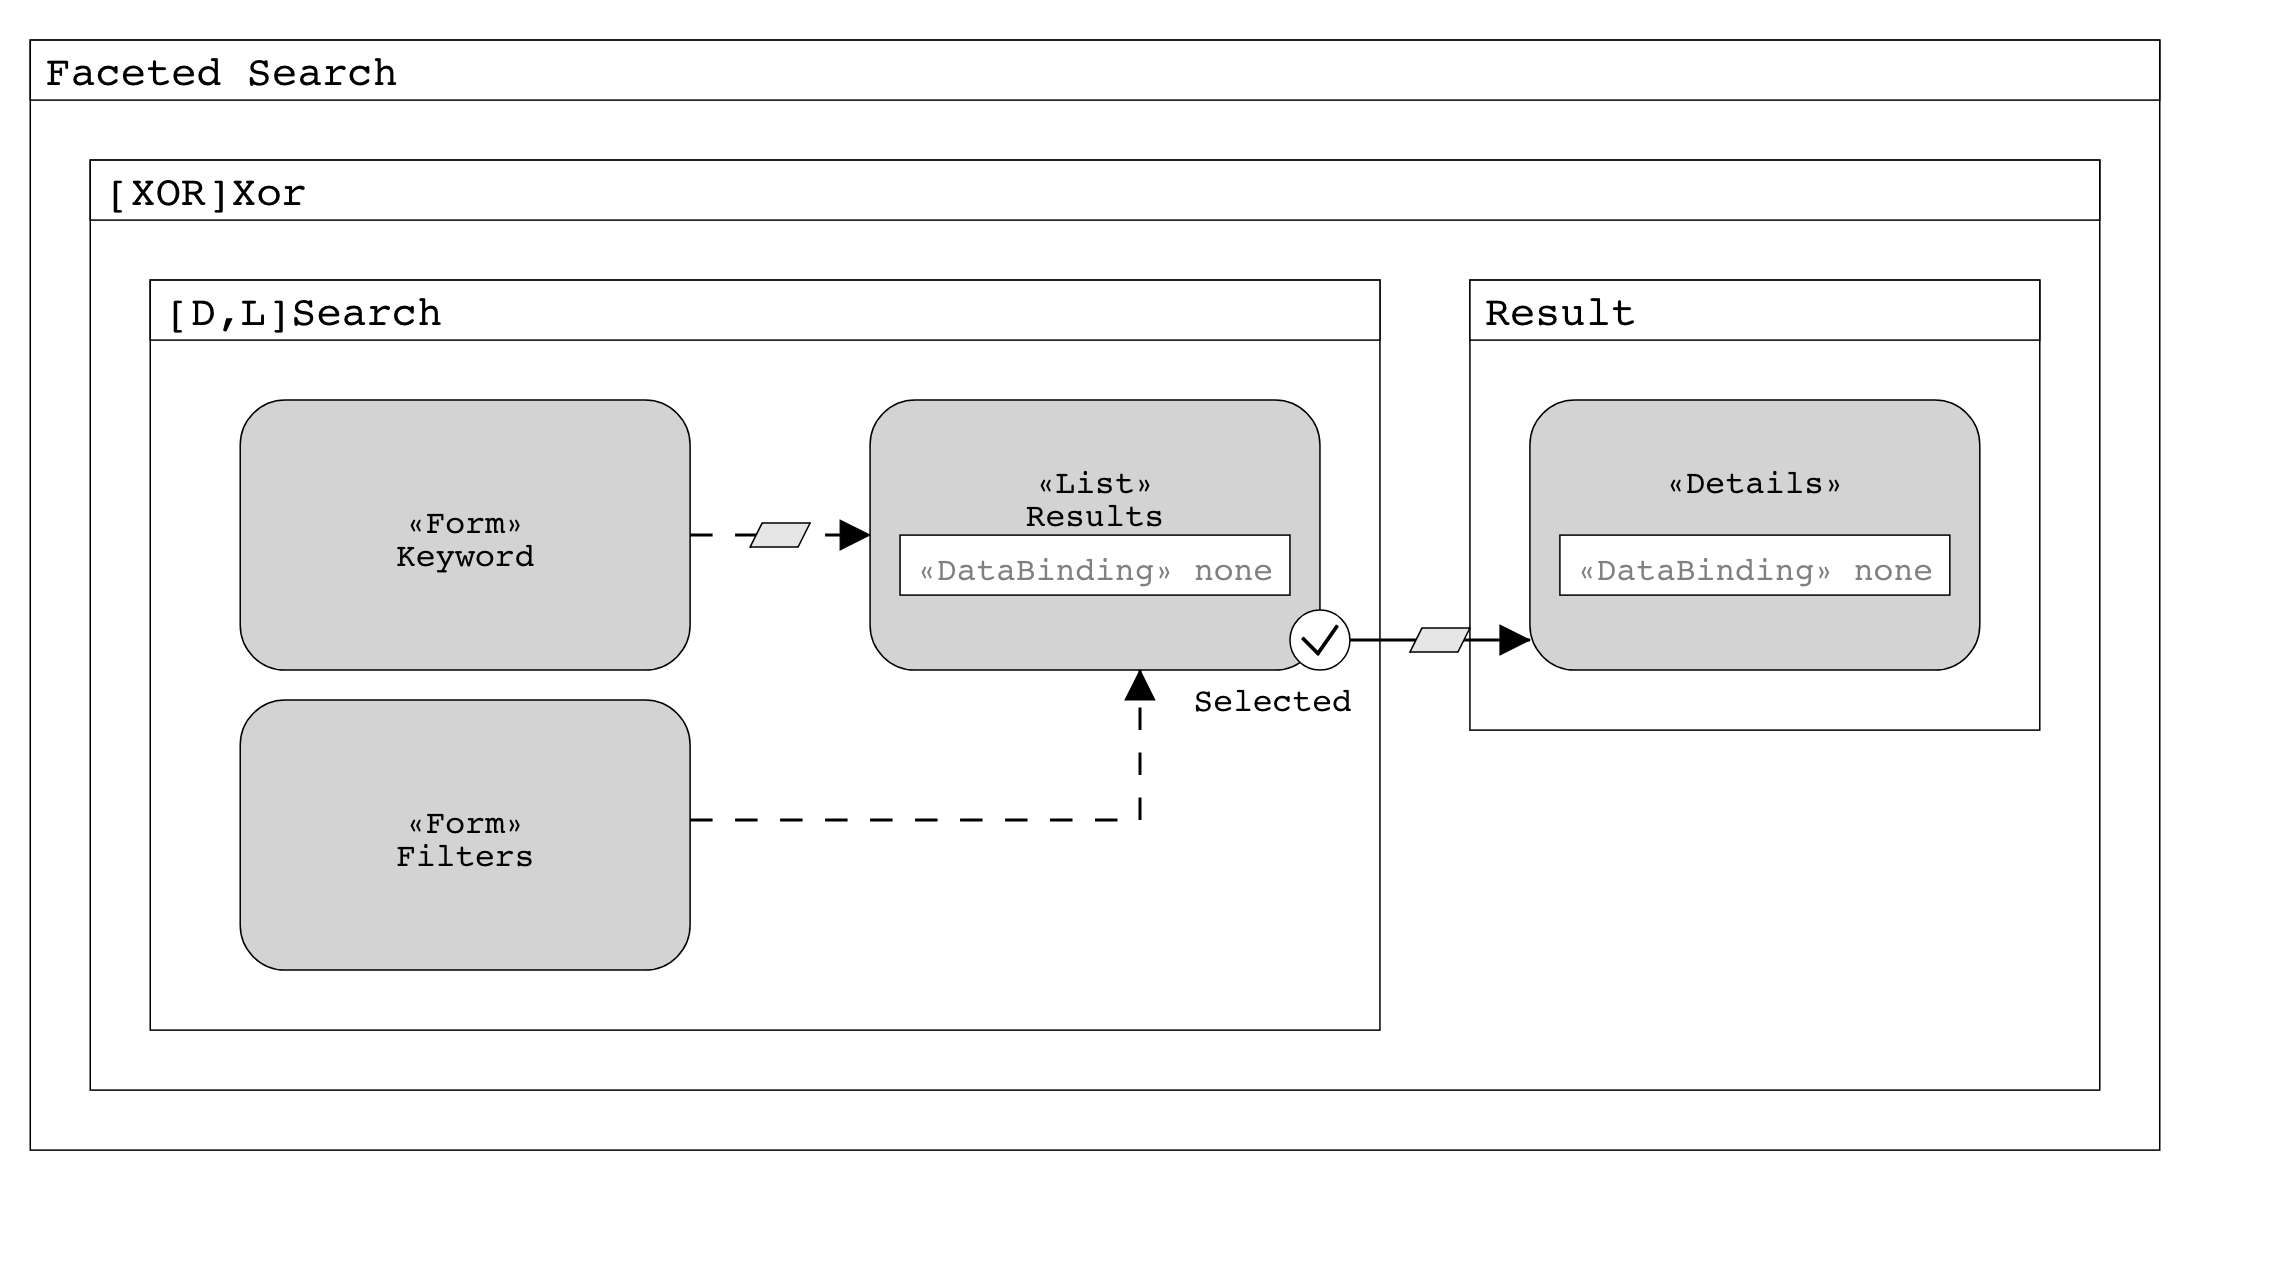 Faceted Search
[XOR]Xor
[D,L]Search
Result
«Form»
Keyword
«List»
Results
«DataBinding» none
«Details»
«DataBinding» none
Selected
«Form»
Filters